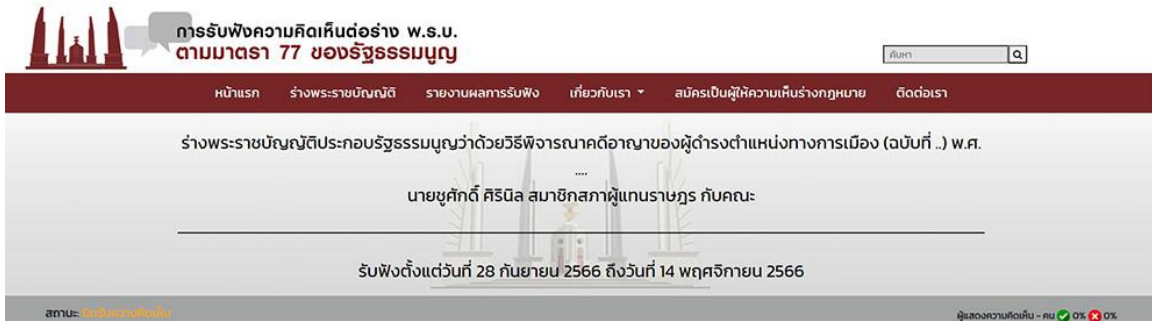 การรับฟังความคิดเห็นต่อร่าง พ.ร.บ.
ตามมาตรา 77 ของรัฐธรรมนูญ
ค้นหา
หน้าแรก ร่างพระราชบัญญัติ รายงานผลการรับฟัง เกี่ยวกับเรา สมัครเป็นผู้ให้ความเห็นร่างกฎหมาย ติดต่อเรา
ร่างพระราชบัญญัติประกอบรัฐธรรมนูญว่าด้วยวิธีพิจารณาคดีอาญาของผู้ดำรงตำแหน่งทางการเมือง (ฉบับที่ ..) พ.ศ.
....
นายชูศักดิ์ ศิรินิล สมาชิกสภาผู้แทนราษฎร กับคณะ
รับฟังตั้งแต่วันที่ 28 กันยายน 2566 ถึงวันที่ 14 พฤศจิกายน 2566
สถานะ: ปิดรับความคิดเห็น
ผู้แสดงความคิดเห็น - คน 0% 0%